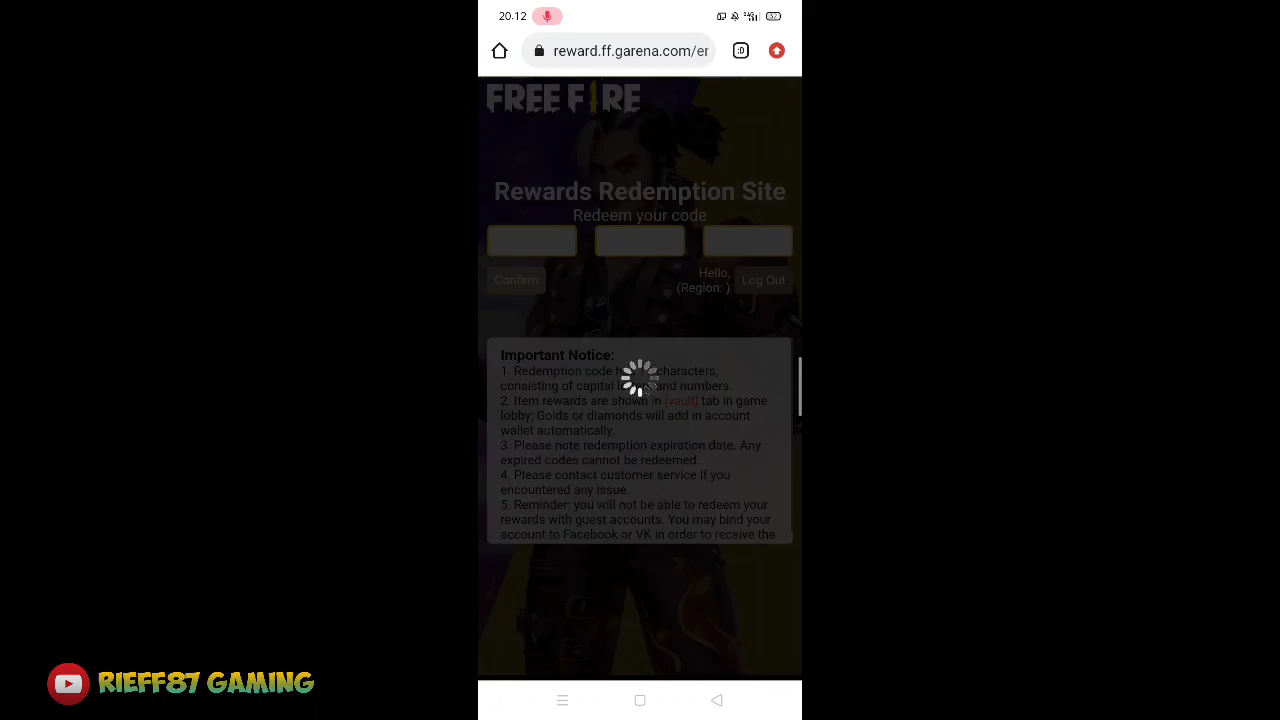 20.12
reward.ff.garena.com/er
:D
FREE FIRE
Rewards Redemption Site
Redeem your code
Confirm
Hello,
(Region: )
Log Out
Important Notice:
1. Redemption code characters,
consisting of capital and numbers.
2. Item rewards are shown in [vault] tab in game
lobby; Golds or diamonds will add in account
wallet automatically.
3. Please note redemption expiration date. Any
expired codes cannot be redeemed.
4. Please contact customer service if you
encountered any issue.
5. Reminder: you will not be able to redeem your
rewards with guest accounts. You may bind your
account to Facebook or VK in order to receive the
RIEFF87 GAMING